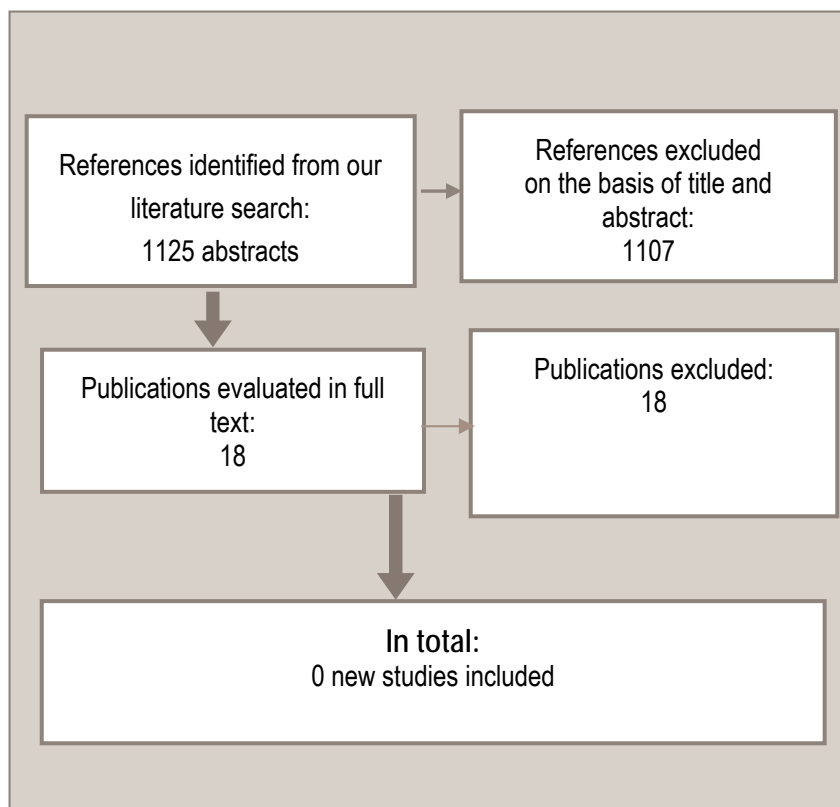 References identified from our
literature search:
1125 abstracts
References excluded
on the basis of title and
abstract:
1107
Publications evaluated in full
text:
18
Publications excluded:
18
In total:
0 new studies included